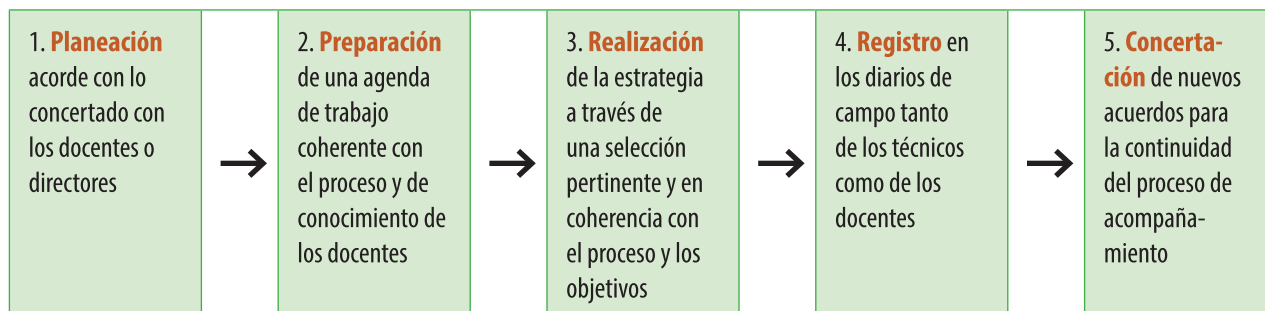 1. Planeación
acorde con lo
concertado con
los docentes o
directores
2. Preparación
de una agenda
de trabajo
coherente con
el proceso y de
conocimiento de
los docentes
3. Realización
de la estrategia
a través de
una selección
pertinente y en
coherencia con
el proceso y los
objetivos
4. Registro en
los diarios de
campo tanto
de los técnicos
como de los
docentes
5. Concerta-
ción de nuevos
acuerdos para
la continuidad
del proceso de
acompaña-
miento